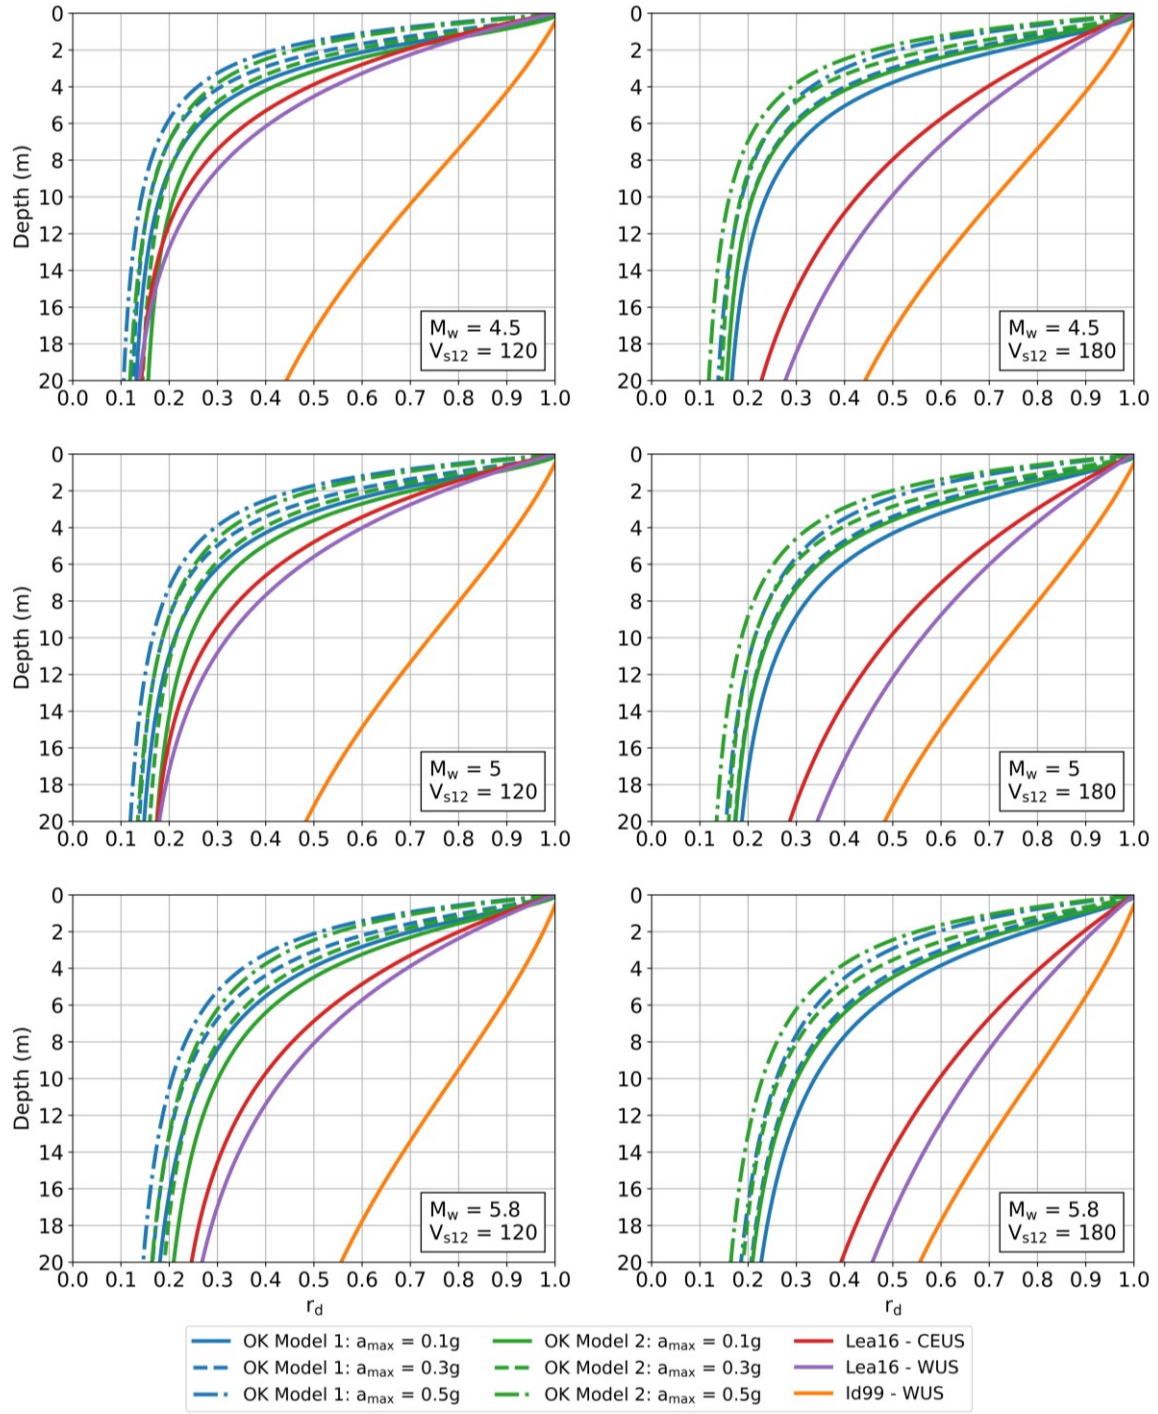 0
2
4
6
8
10
12
14
16
18
20
Depth (m)
0.0 0.1 0.2 0.3 0.4 0.5 0.6 0.7 0.8 0.9 1.0
Mw = 4.5
Vs12 = 120
0
2
4
6
8
10
12
14
16
18
20
0.0 0.1 0.2 0.3 0.4 0.5 0.6 0.7 0.8 0.9 1.0
Mw = 4.5
Vs12 = 180
0
2
4
6
8
10
12
14
16
18
20
Depth (m)
0.0 0.1 0.2 0.3 0.4 0.5 0.6 0.7 0.8 0.9 1.0
Mw = 5
Vs12 = 120
0
2
4
6
8
10
12
14
16
18
20
0.0 0.1 0.2 0.3 0.4 0.5 0.6 0.7 0.8 0.9 1.0
Mw = 5
Vs12 = 180
0
2
4
6
8
10
12
14
16
18
20
Depth (m)
0.0 0.1 0.2 0.3 0.4 0.5 0.6 0.7 0.8 0.9 1.0
rd
Mw = 5.8
Vs12 = 120
0
2
4
6
8
10
12
14
16
18
20
0.0 0.1 0.2 0.3 0.4 0.5 0.6 0.7 0.8 0.9 1.0
rd
Mw = 5.8
Vs12 = 180
OK Model 1: amax = 0.1g
OK Model 1: amax = 0.3g
OK Model 1: amax = 0.5g
OK Model 2: amax = 0.1g
OK Model 2: amax = 0.3g
OK Model 2: amax = 0.5g
Lea16 - CEUS
Lea16 - WUS
Id99 - WUS